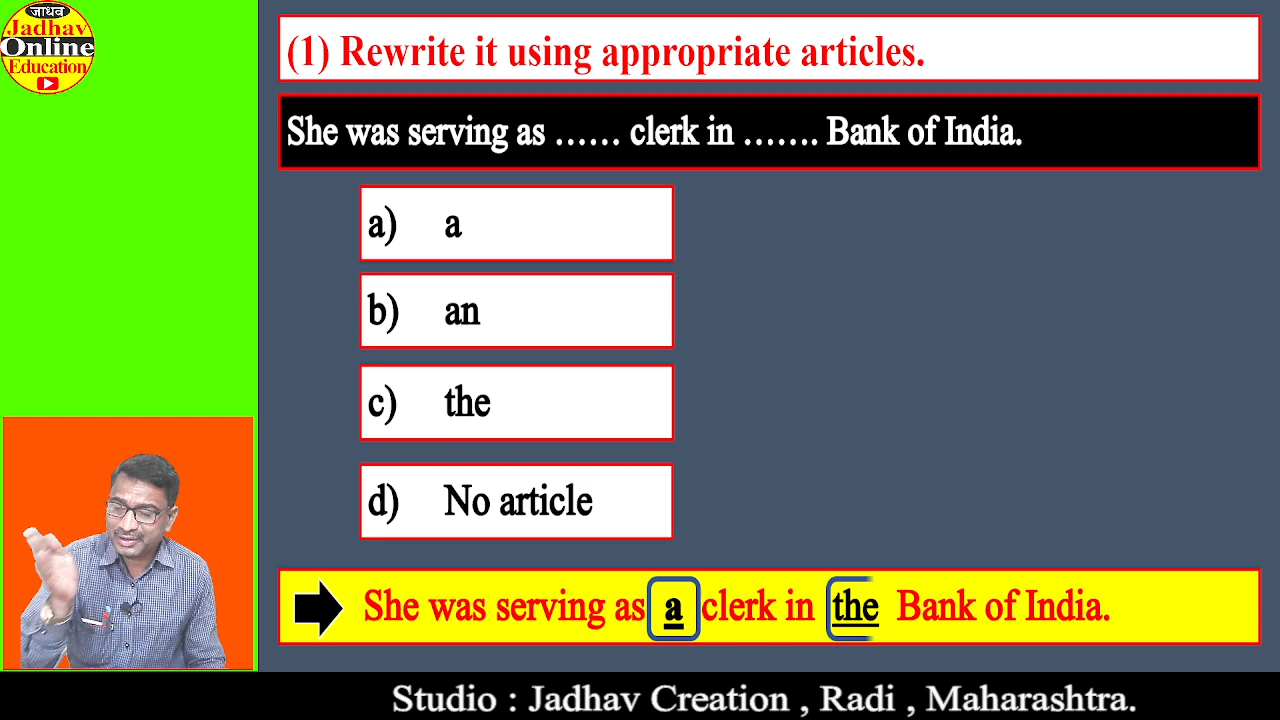 जाधव
Jadhav
Online
Education
(1) Rewrite it using appropriate articles.
She was serving as …… clerk in ……. Bank of India.
a) a
b) an
c) the
d) No article
She was serving as a clerk in the Bank of India.
Studio : Jadhav Creation , Radi , Maharashtra.